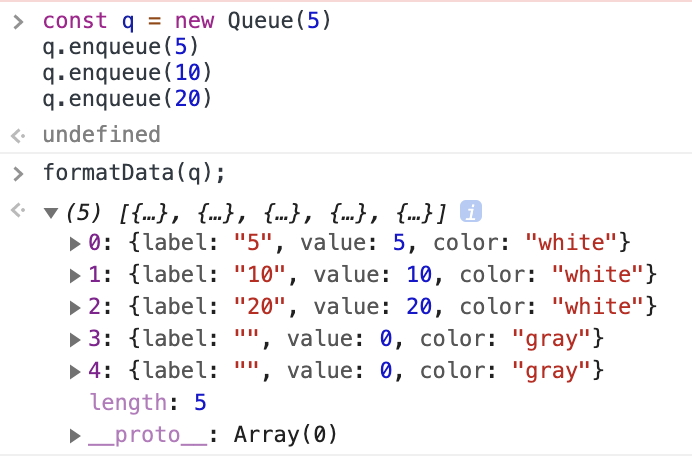 > const q = new Queue(5)
q.enqueue(5)
q.enqueue(10)
q.enqueue(20)
<· undefined
> formatData(q);
<· ▼(5) [{…}, {…}, {…}, {…}, {…}] i
▶0: {label: "5", value: 5, color: "white"}
▶1: {label: "10", value: 10, color: "white"}
▶2: {label: "20", value: 20, color: "white"}
▶3: {label: "", value: 0, color: "gray"}
▶4: {label: "", value: 0, color: "gray"}
length: 5
▶__proto__: Array(0)